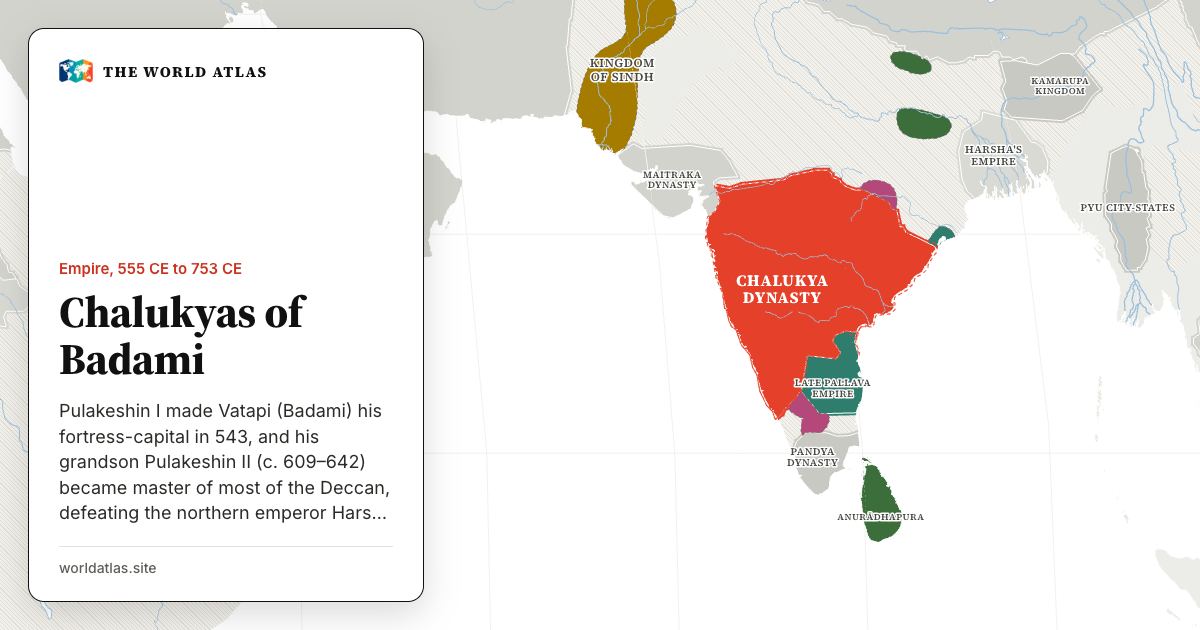 THE WORLD ATLAS
Empire, 555 CE to 753 CE
Chalukyas of
Badami
Pulakeshin I made Vatapi (Badami) his
fortress-capital in 543, and his
grandson Pulakeshin II (c. 609–642)
became master of most of the Deccan,
defeating the northern emperor Hars...
worldatlas.site
KINGDOM
OF SINDH
KAMARUPA
KINGDOM
HARSHA'S
EMPIRE
MAITRAKA
DYNASTY
PYU CITY-STATES
CHALUKYA
DYNASTY
LATE PALLAVA
EMPIRE
PANDYA
DYNASTY
ANURADHAPURA